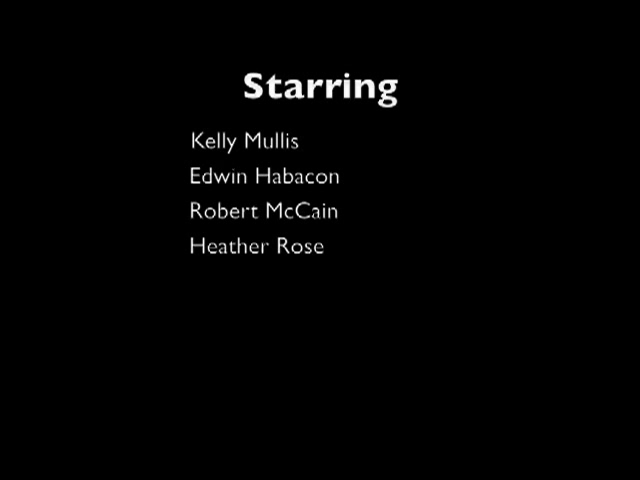 Starring
Kelly Mullis
Edwin Habacon
Robert McCain
Heather Rose